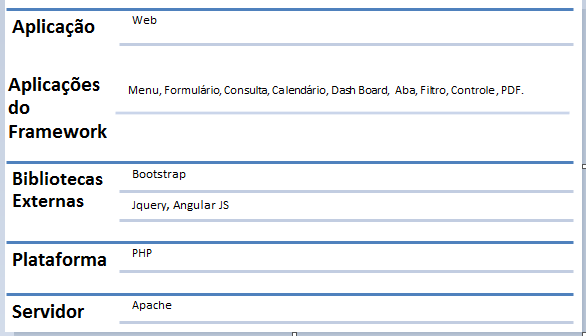 Aplicação
Web
Aplicações
do
Framework
Menu, Formulário, Consulta, Calendário, Dash Board, Aba, Filtro, Controle, PDF.
Bibliotecas
Externas
Bootstrap
Jquery, Angular JS
Plataforma
PHP
Servidor
Apache